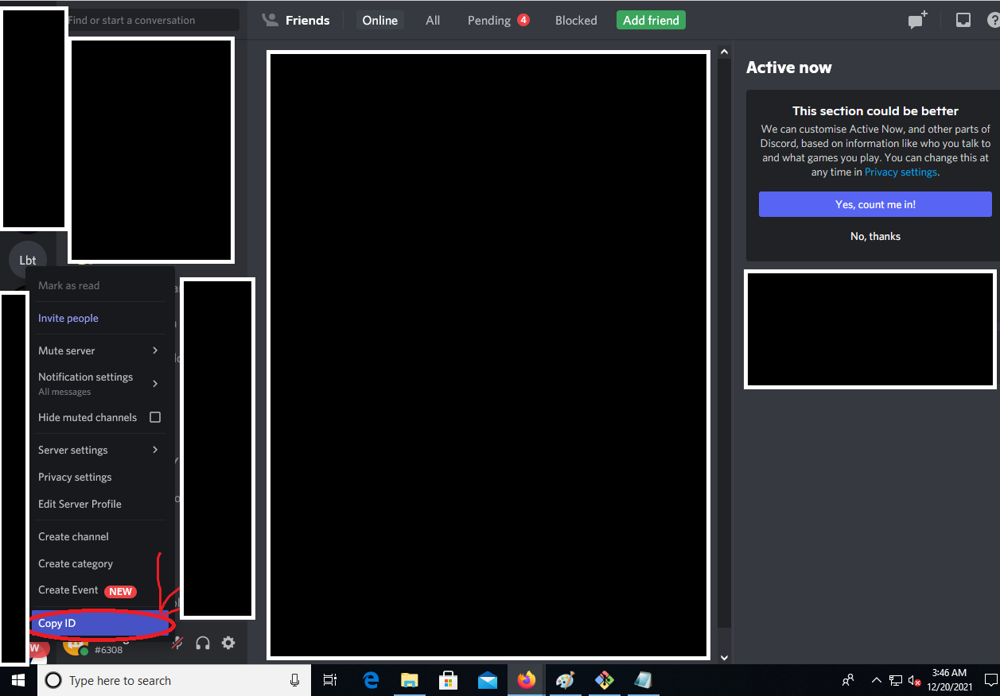 Find or start a conversation
Friends
Online
All
Pending
4
Blocked
Add friend
Active now
This section could be better
We can customise Active Now, and other parts of
Discord, based on information like who you talk to
and what games you play. You can change this at
any time in Privacy settings.
Yes, count me in!
No, thanks
Lbt
Mark as read
Invite people
Mute server
Notification settings
All messages
Hide muted channels
Server settings
Privacy settings
Edit Server Profile
Create channel
Create category
Create Event NEW
Copy ID
#6308
Type here to search
3:46 AM
12/20/2021